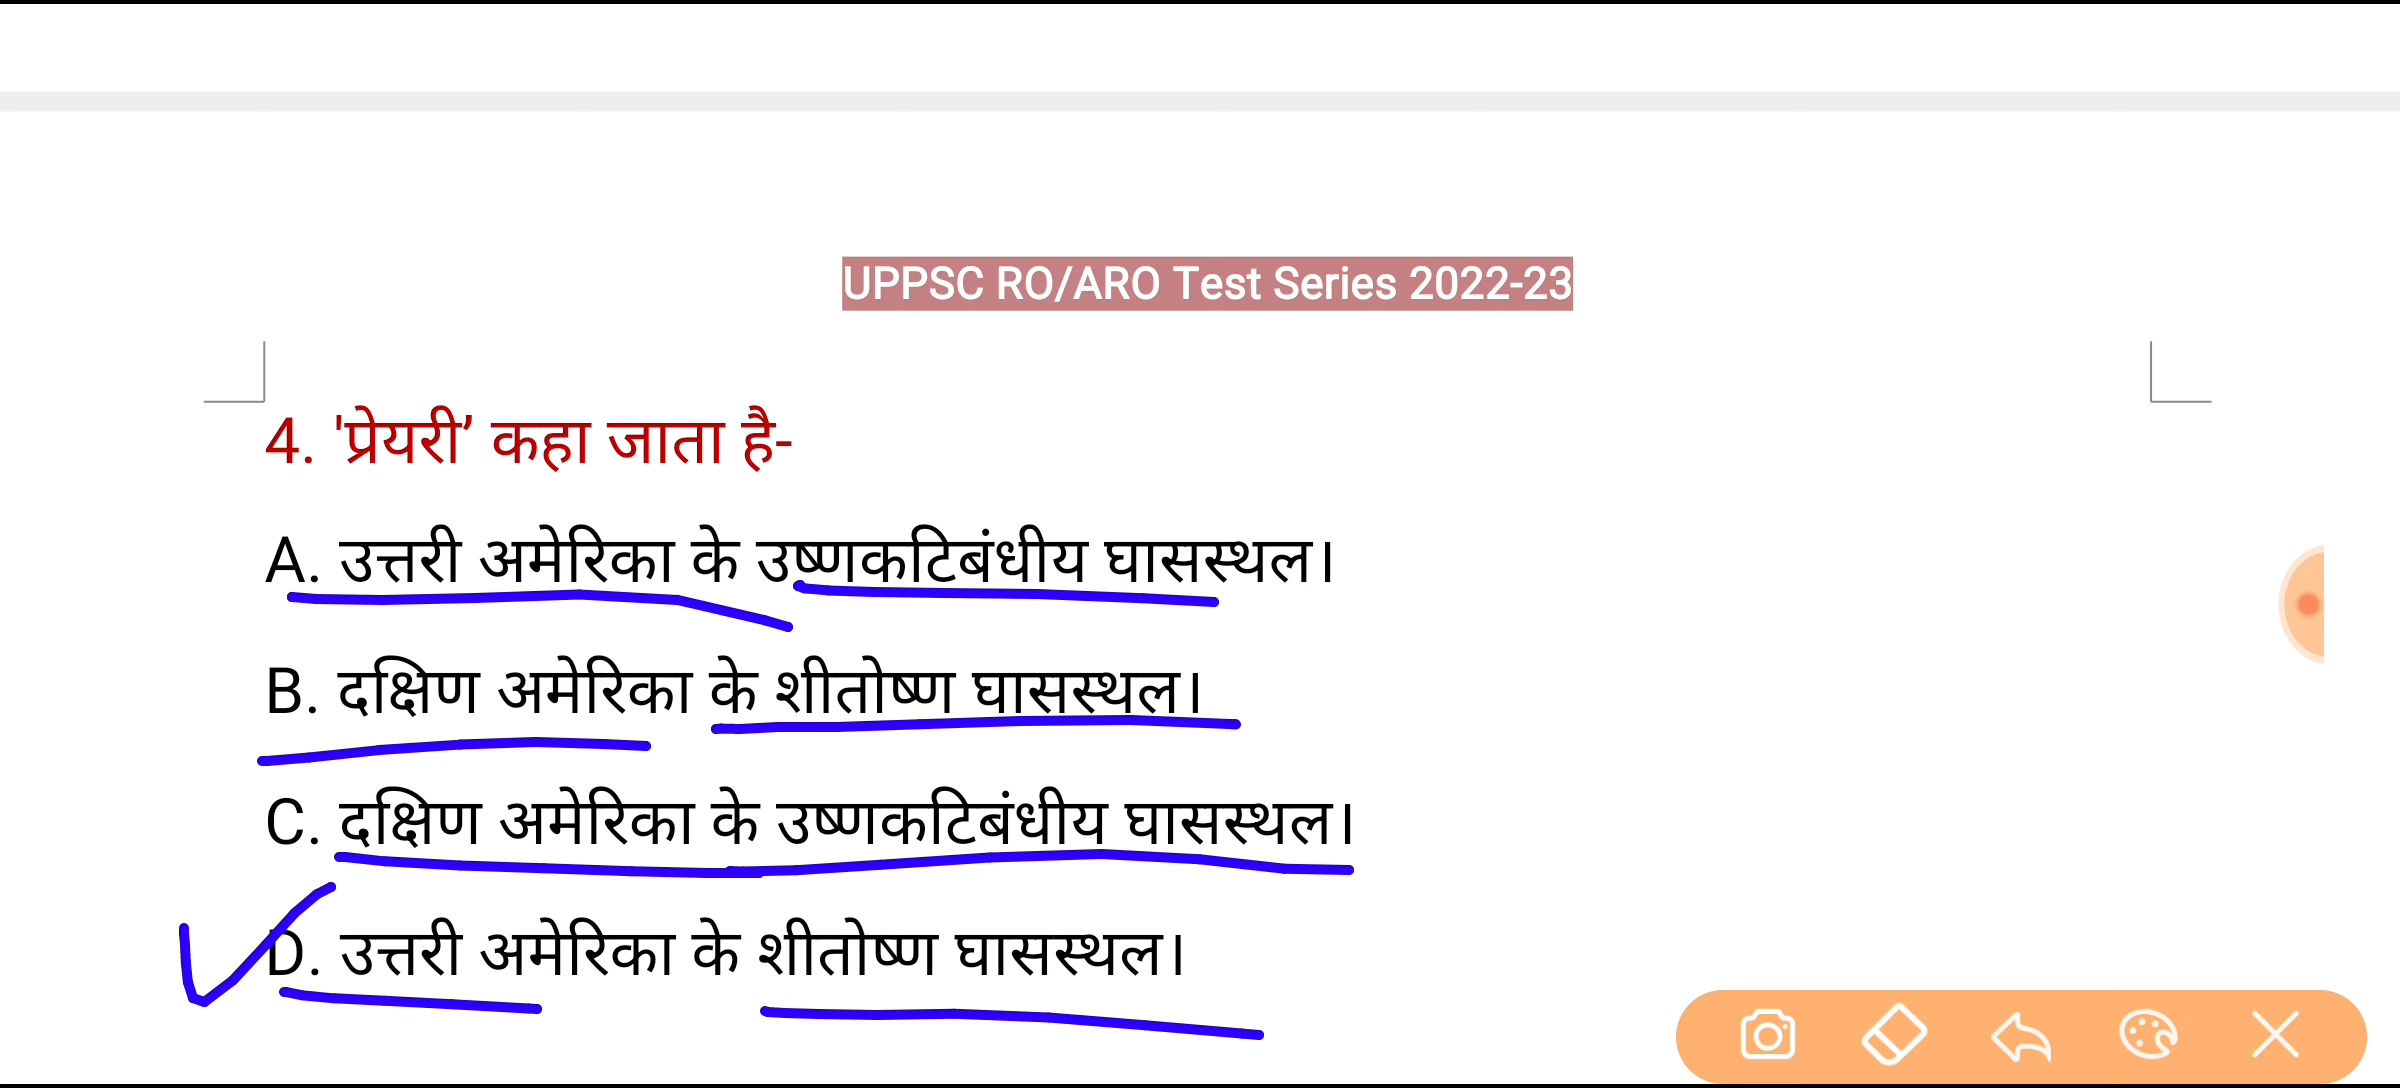 UPPSC RO/ARO Test Series 2022-23
4. 'प्रेयरी’ कहा जाता है-
A. उत्तरी अमेरिका के उष्णकटिबंधीय घासस्थल।
B. दक्षिण अमेरिका के शीतोष्ण घासस्थल।
C. दक्षिण अमेरिका के उष्णकटिबंधीय घासस्थल।
D. उत्तरी अमेरिका के शीतोष्ण घासस्थल।